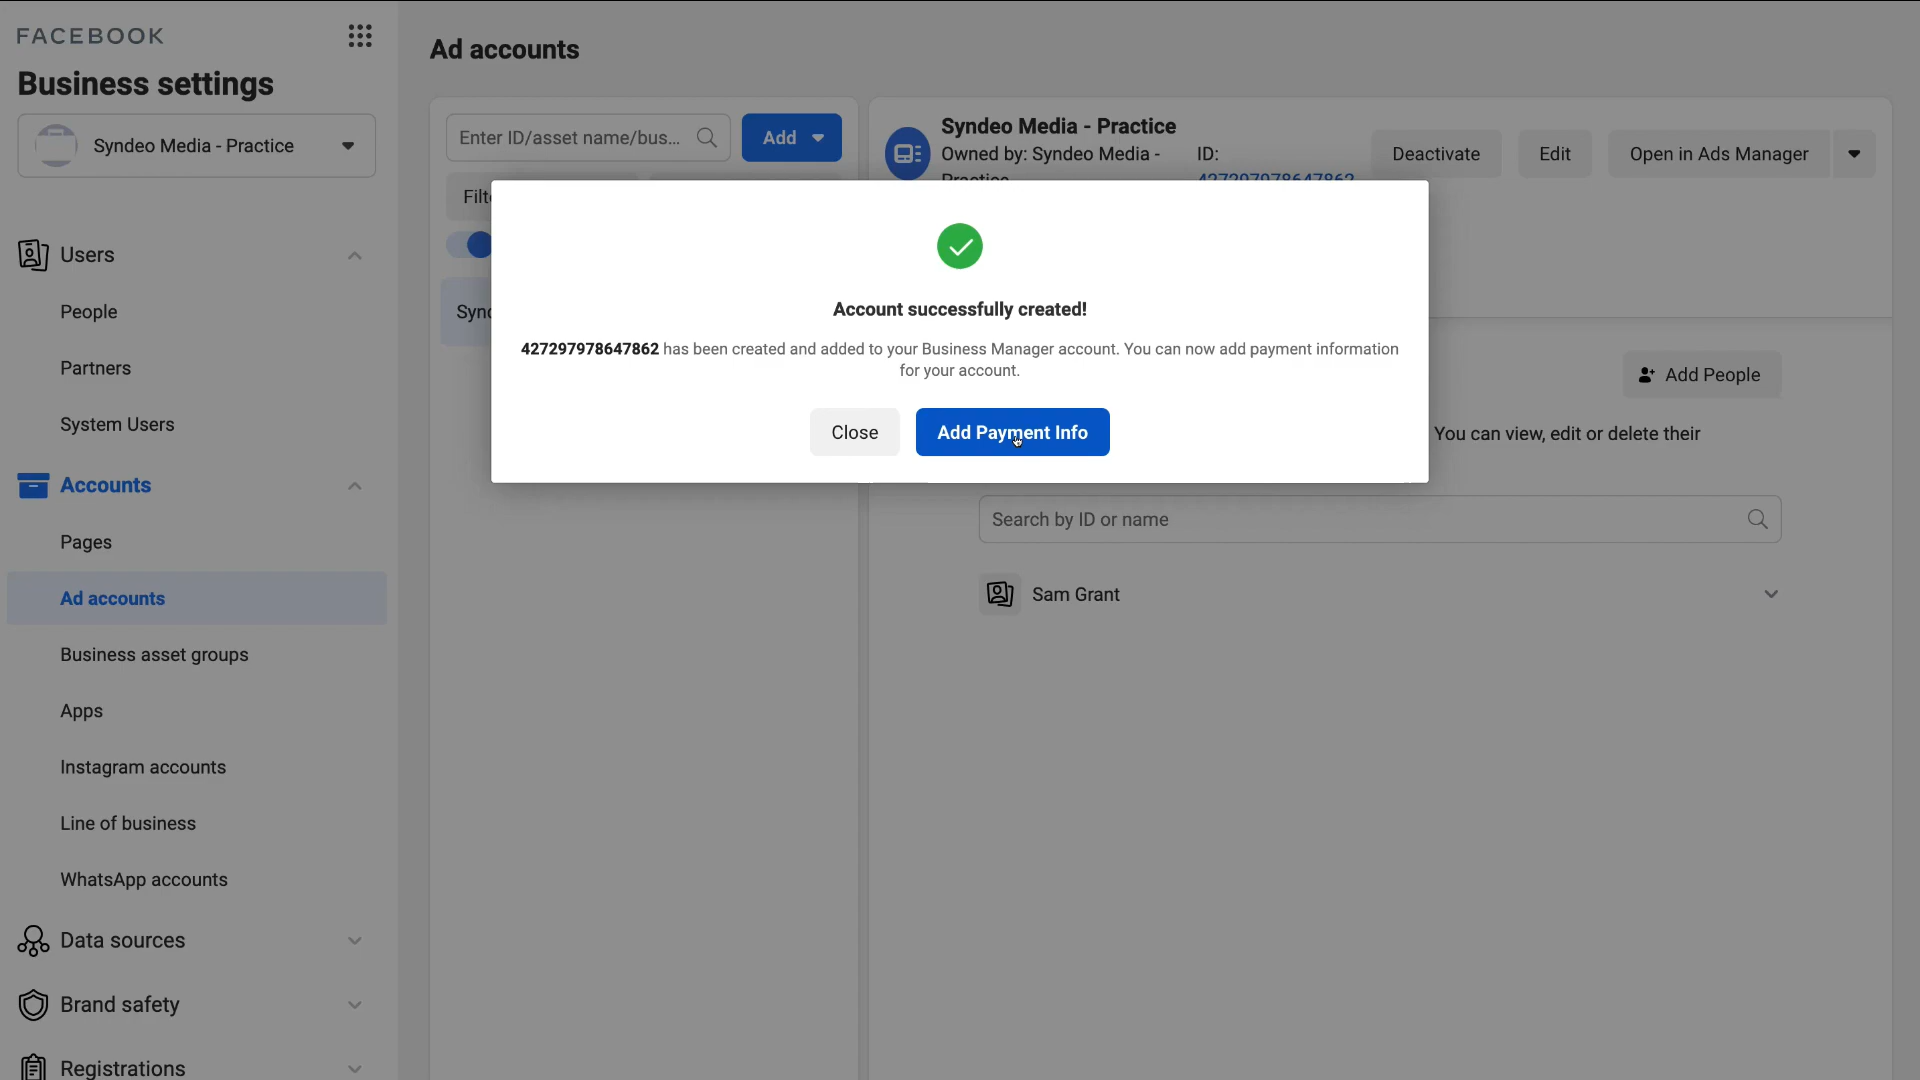 FACEBOOK
Business settings
Syndeo Media - Practice
Users
People
Partners
System Users
Accounts
Pages
Ad accounts
Business asset groups
Apps
Instagram accounts
Line of business
WhatsApp accounts
Data sources
Brand safety
Registrations
Ad accounts
Enter ID/asset name/bus...
Add
Syndeo Media - Practice
Owned by: Syndeo Media -
Practice
ID:
427297978647862
Deactivate
Edit
Open in Ads Manager
Account successfully created!
427297978647862 has been created and added to your Business Manager account. You can now add payment information
for your account.
Close
Add Payment Info
Add People
You can view, edit or delete their
Search by ID or name
Sam Grant